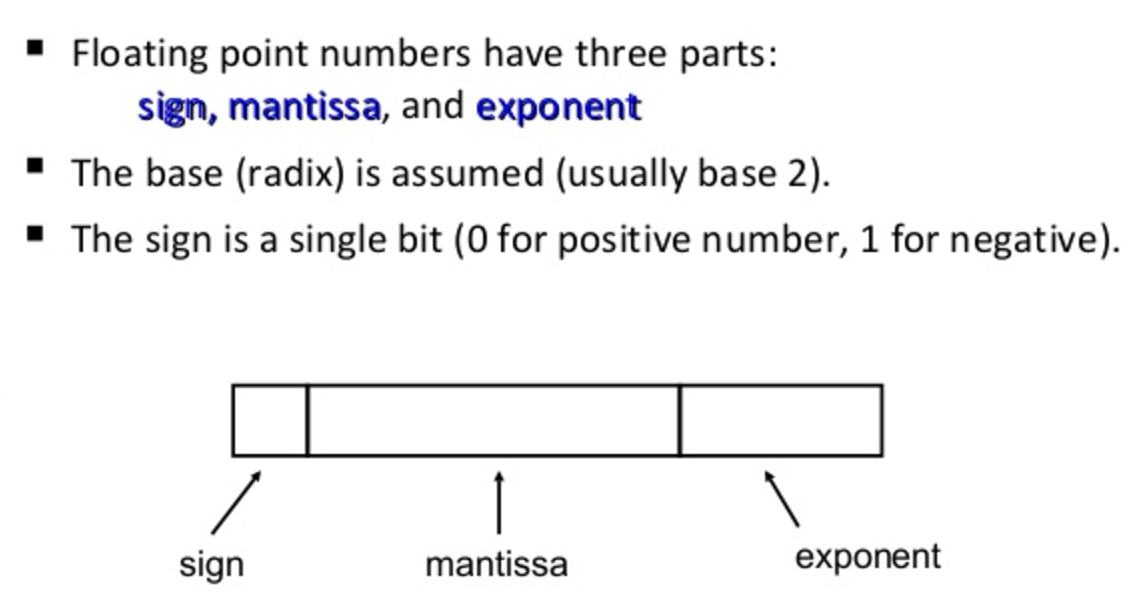 ▪ Floating point numbers have three parts:
sign, mantissa, and exponent
▪ The base (radix) is assumed (usually base 2).
▪ The sign is a single bit (0 for positive number, 1 for negative).
sign
mantissa
exponent